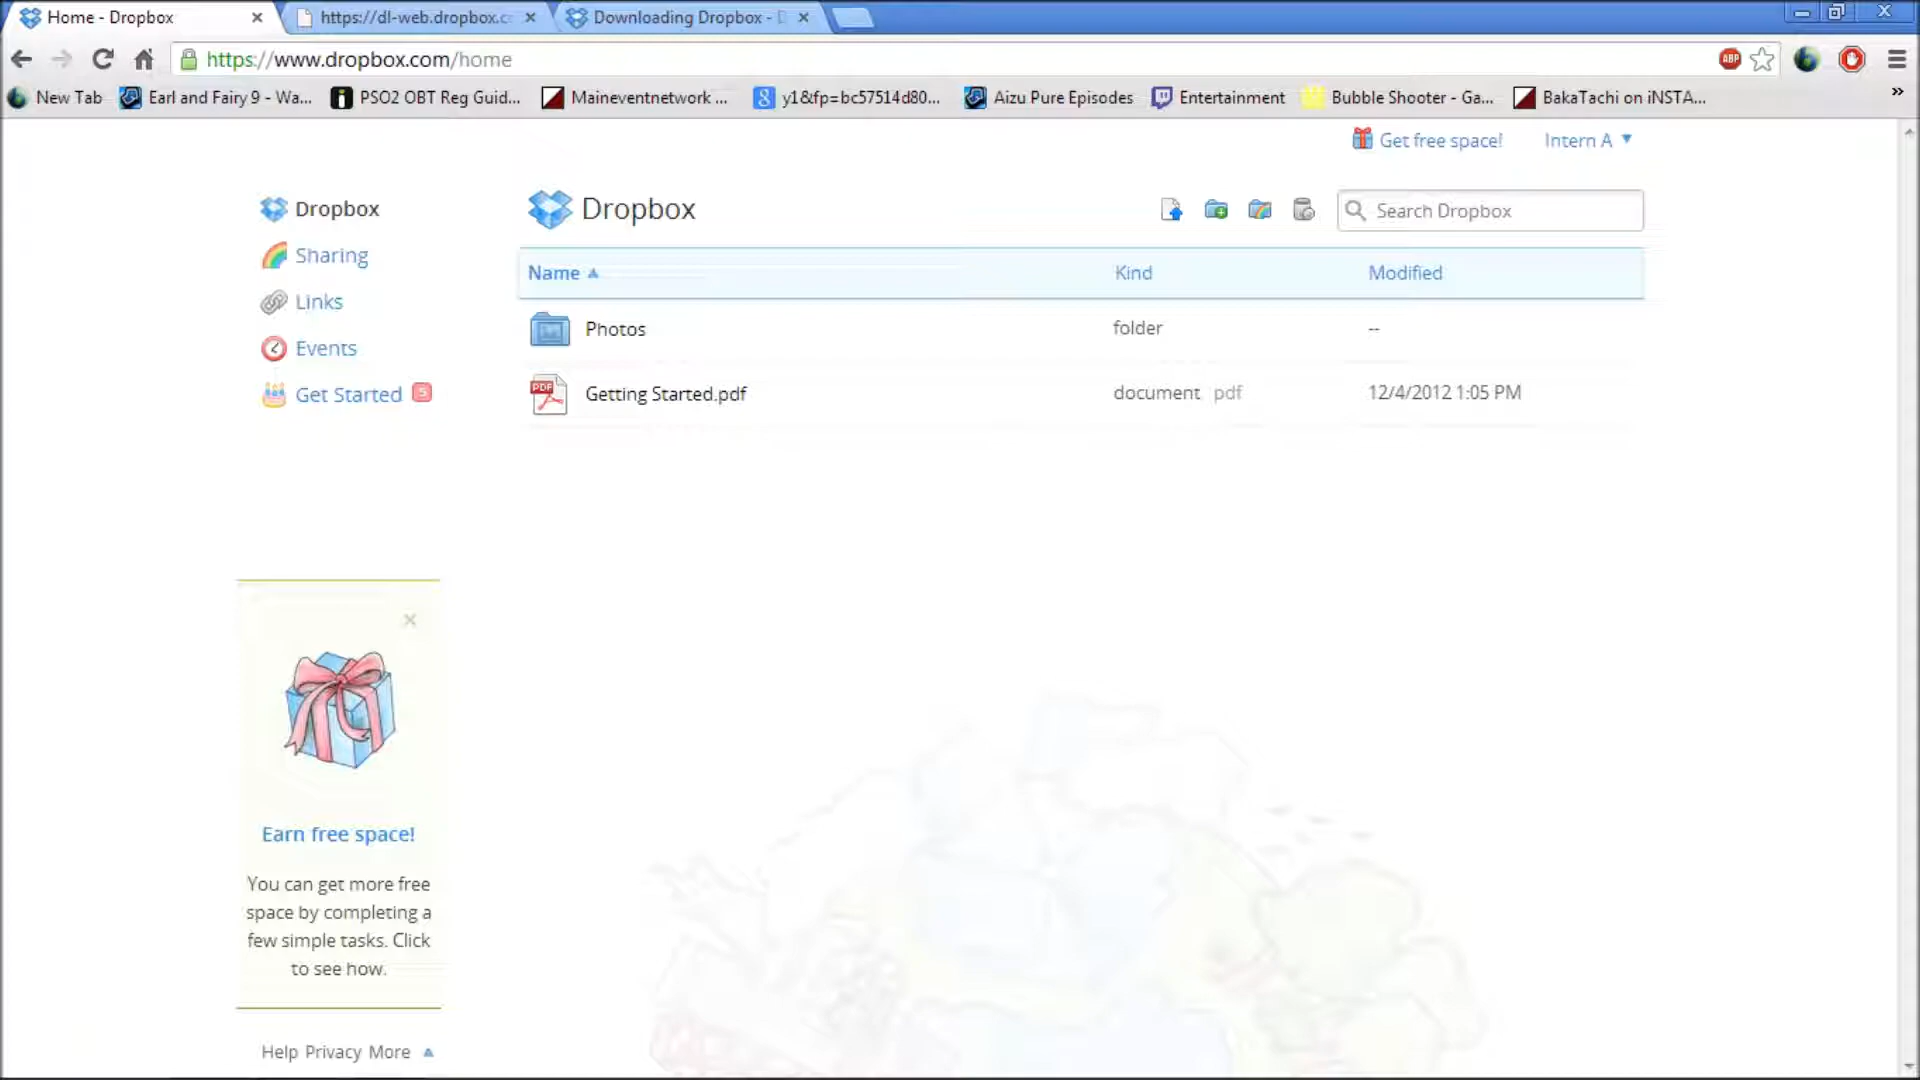 Home - Dropbox
https://dl-web.dropbox.c
Downloading Dropbox - D
https://www.dropbox.com/home
ABP
New Tab
Earl and Fairy 9 - Wa...
PSO2 OBT Reg Guid...
Maineventnetwork ...
y1&fp=bc57514d80...
Aizu Pure Episodes
Entertainment
Bubble Shooter - Ga...
BakaTachi on iNSTA...
»
Get free space!
Intern A
Dropbox
Sharing
Links
Events
Get Started 5
Dropbox
Search Dropbox
Name Kind Modified
Photos folder --
PDF
Getting Started.pdf document pdf 12/4/2012 1:05 PM
Earn free space!
You can get more free
space by completing a
few simple tasks. Click
to see how.
Help Privacy More